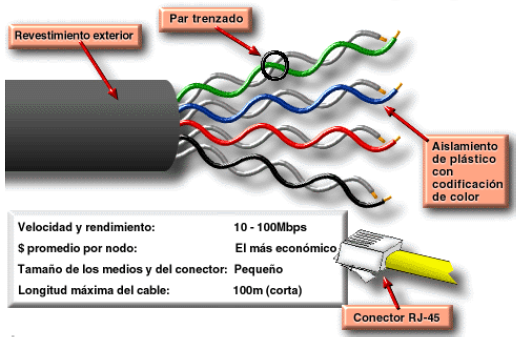 Par trenzado
Revestimiento exterior
Aislamiento
de plástico
con
codificación
de color
Velocidad y rendimiento: 10 - 100Mbps
$ promedio por nodo: El más económico
Tamaño de los medios y del conector: Pequeño
Longitud máxima del cable: 100m (corta)
Conector RJ-45